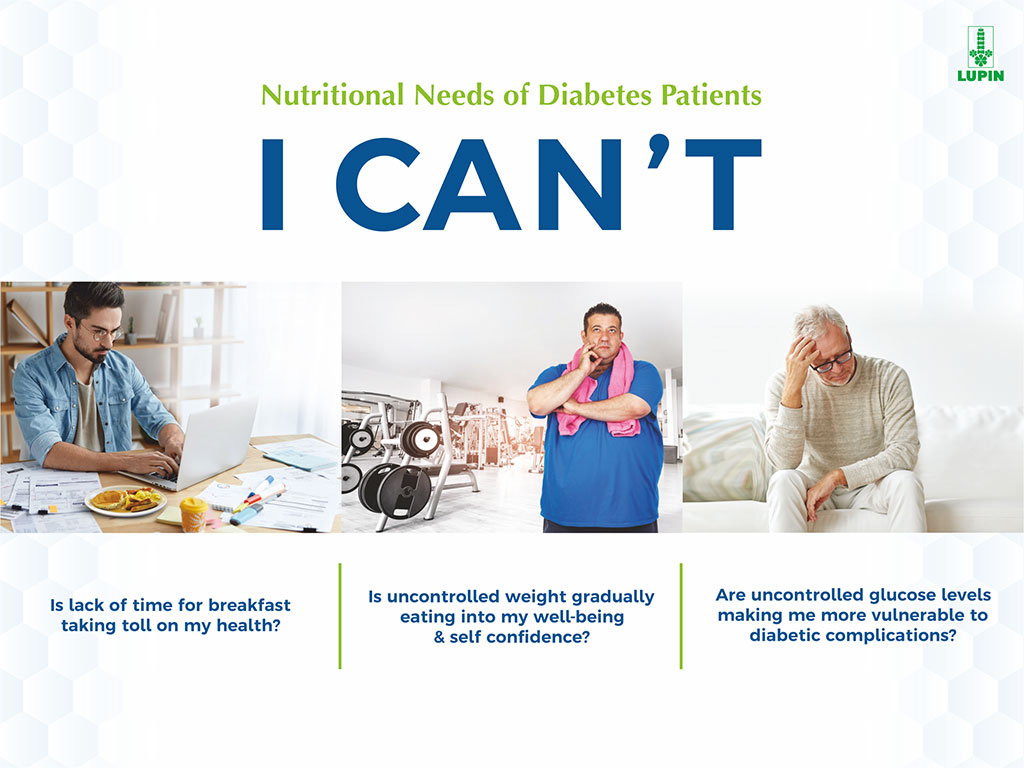 LUPIN
Nutritional Needs of Diabetes Patients
I CAN'T
Is lack of time for breakfast
taking toll on my health?
Is uncontrolled weight gradually
eating into my well-being
& self confidence?
Are uncontrolled glucose levels
making me more vulnerable to
diabetic complications?